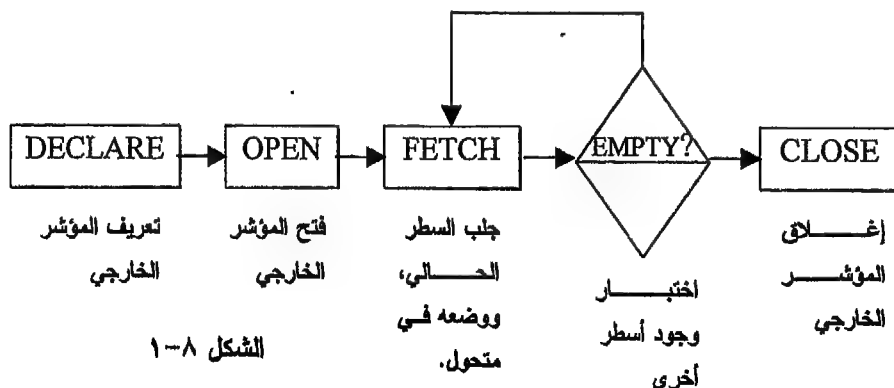 DECLARE
OPEN
FETCH
EMPTY?
CLOSE
تعريف المؤشر
الخارجي
فتح المؤشر
الخارجي
جلب السطر
الحالي،
ووضعه في
متحول.
اختبار
وجود أسطر
أخرى
إغلاق
المؤشر
الخارجي
الشكل ٨-١